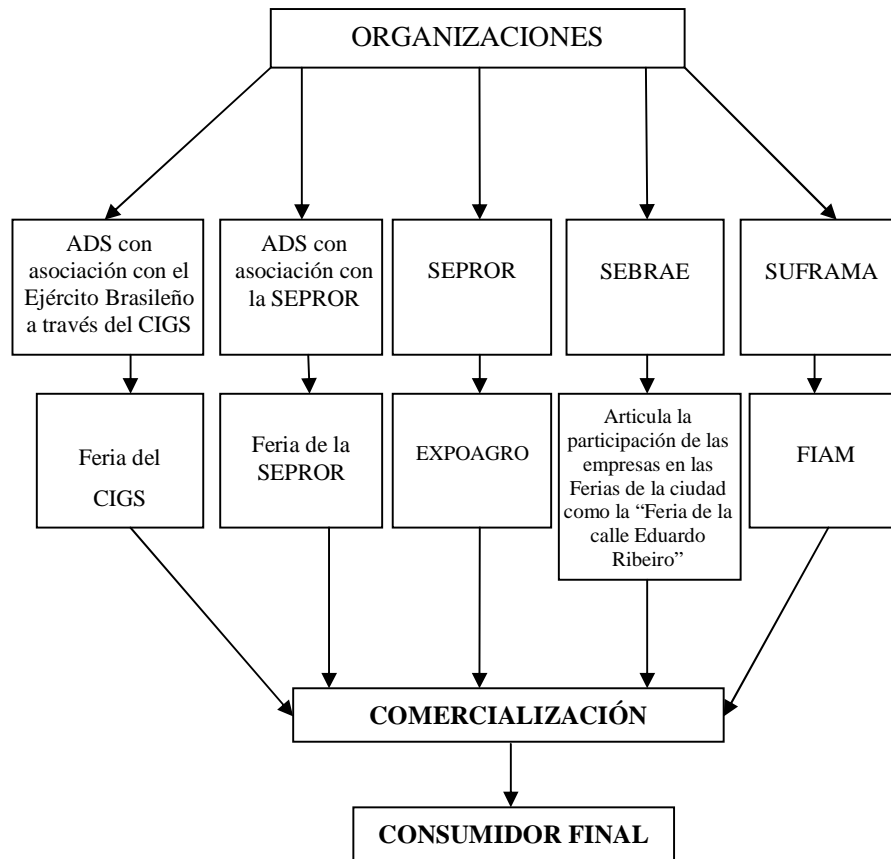 ORGANIZACIONES
ADS con
asociación con el
Ejército Brasileño
a través del CIGS
ADS con
asociación con
la SEPROR
SEPROR
SEBRAE
SUFRAMA
Feria del
CIGS
Feria de la
SEPROR
EXPOAGRO
Articula la
participación de las
empresas en las
Ferias de la ciudad
como la “Feria de la
calle Eduardo
Ribeiro”
FIAM
COMERCIALIZACIÓN
CONSUMIDOR FINAL